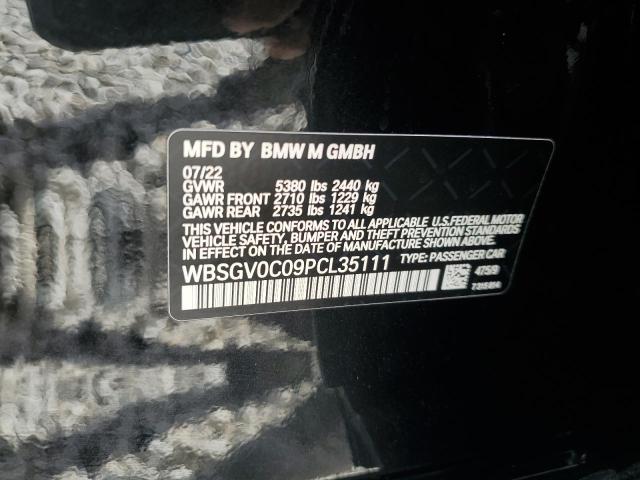 MFD BY BMW M GMBH
07/22
GVWR 5380 lbs 2440 kg
GAWR FRONT 2710 lbs 1229 kg
GAWR REAR 2735 lbs 1241 kg
THIS VEHICLE CONFORMS TO ALL APPLICABLE U.S.FEDERAL MOTOR
VEHICLE SAFETY, BUMPER AND THEFT PREVENTION STANDARDS
IN EFFECT ON THE DATE OF MANUFACTURE SHOWN ABOVE.
WBSGV0C09PCL35111 TYPE: PASSENGER CAR